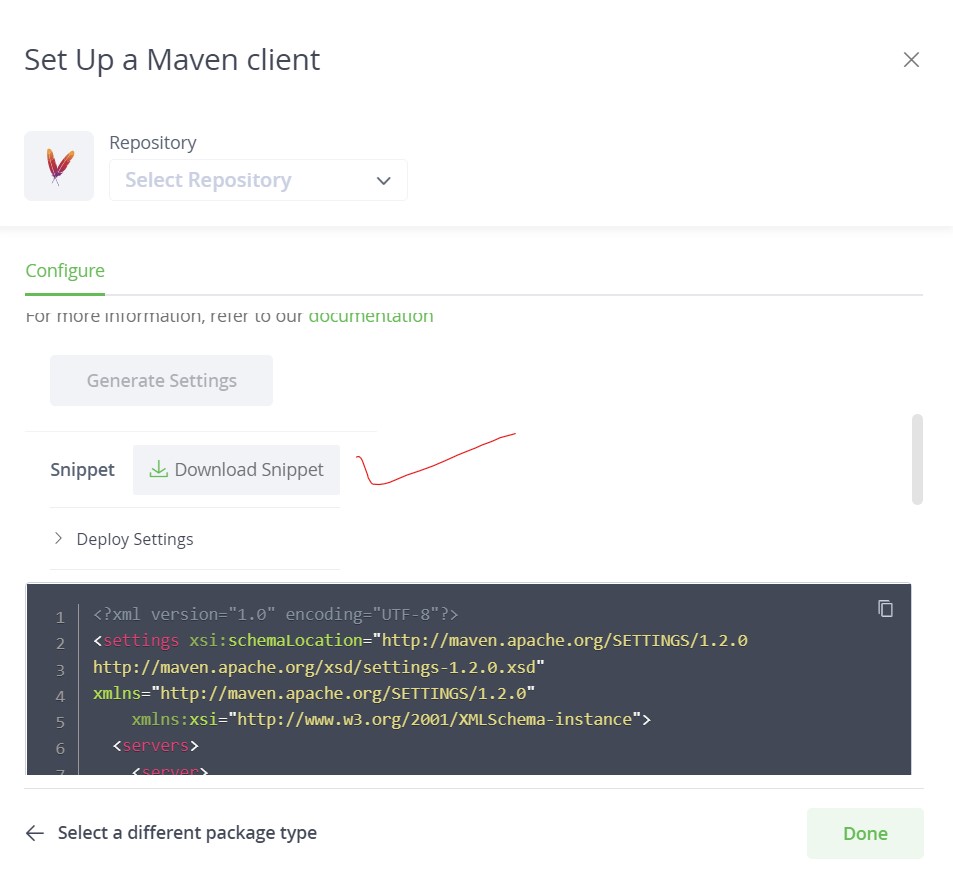 Set Up a Maven client
Repository
Select Repository
Configure
For more information, refer to our documentation
Generate Settings
Snippet
Download Snippet
Deploy Settings
1 <?xml version="1.0" encoding="UTF-8"?>
2 <settings xsi:schemaLocation="http://maven.apache.org/SETTINGS/1.2.0
3 http://maven.apache.org/xsd/settings-1.2.0.xsd"
4 xmlns="http://maven.apache.org/SETTINGS/1.2.0"
5 xmlns:xsi="http://www.w3.org/2001/XMLSchema-instance">
6 <servers>
7 <server>
Select a different package type
Done